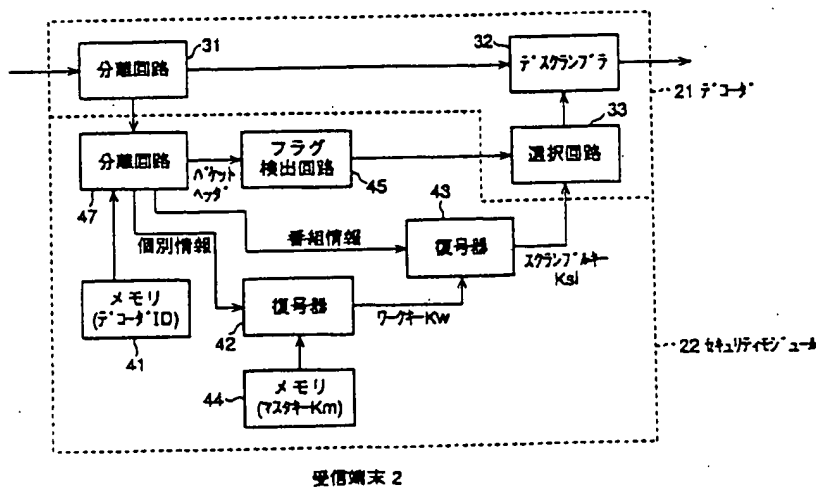 31
分離回路
32
デスクランブラ
21 デコーダ
33
選択回路
分離回路
47
パケット
ヘッダ
フラグ
検出回路
45
43
復号器
番組情報
個別情報
スクランブルキー
Ksi
メモリ
(デコーダID)
41
復号器
42
ワークキーKw
22 セキュリティモジュール
メモリ
(マスタキーKm)
44
受信端末 2